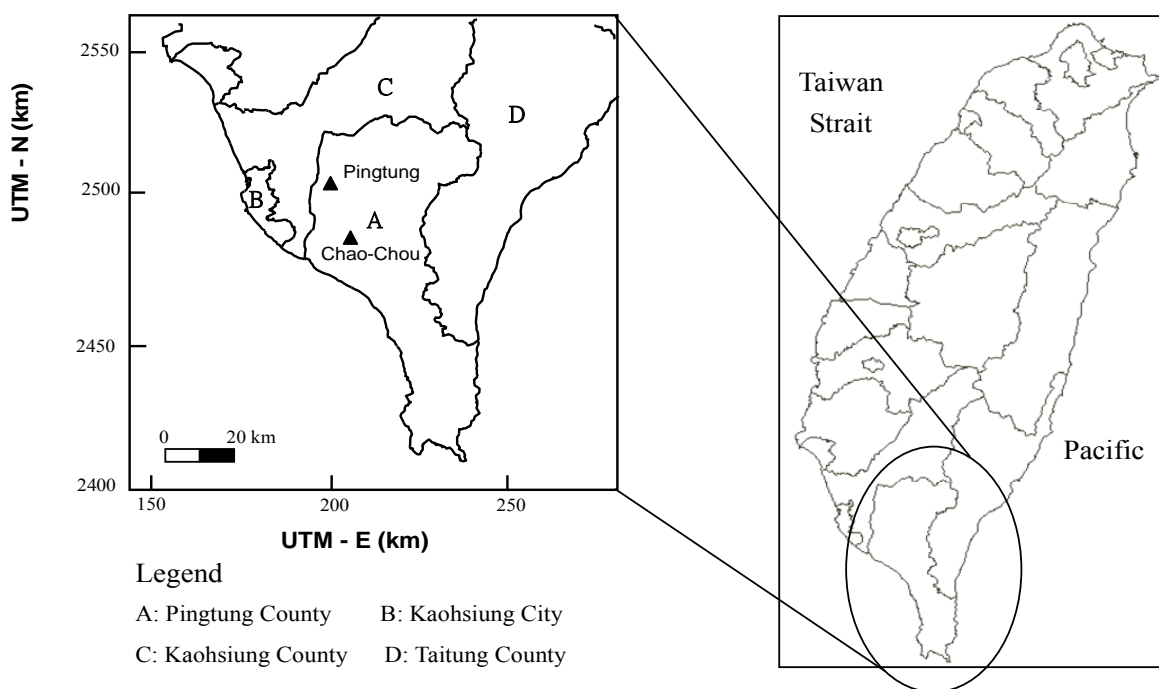 UTM - N (km)
2550
2500
2450
2400
150
200
250
UTM - E (km)
C
D
B
Pingtung
A
Chao-Chou
0 20 km
Legend
A: Pingtung County B: Kaohsiung City
C: Kaohsiung County D: Taitung County
Taiwan
Strait
Pacific